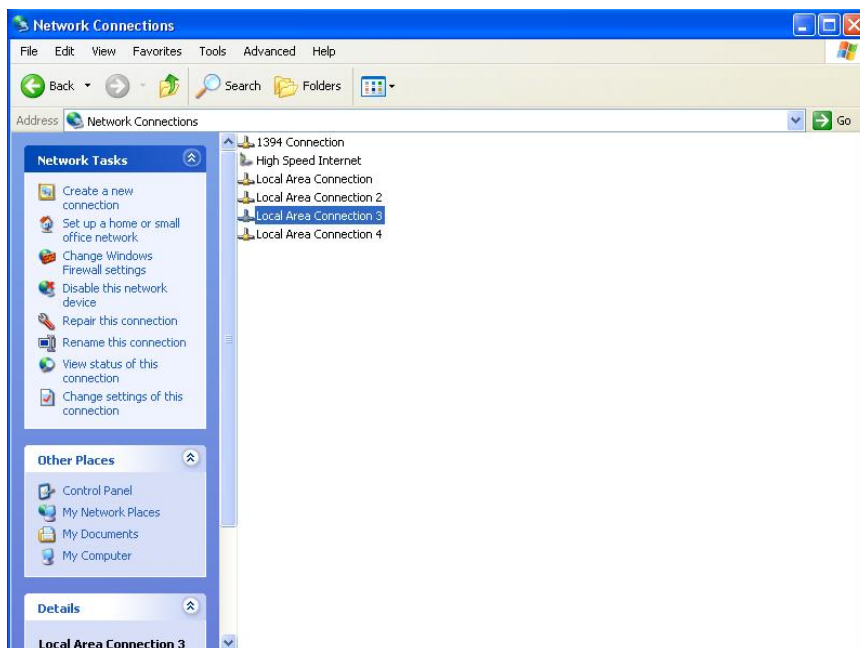 Network Connections
File Edit View Favorites Tools Advanced Help
Back Search Folders
Address Network Connections Go
Network Tasks
Create a new
connection
Set up a home or small
office network
Change Windows
Firewall settings
Disable this network
device
Repair this connection
Rename this connection
View status of this
connection
Change settings of this
connection
Other Places
Control Panel
My Network Places
My Documents
My Computer
Details
Local Area Connection 3
1394 Connection
High Speed Internet
Local Area Connection
Local Area Connection 2
Local Area Connection 3
Local Area Connection 4